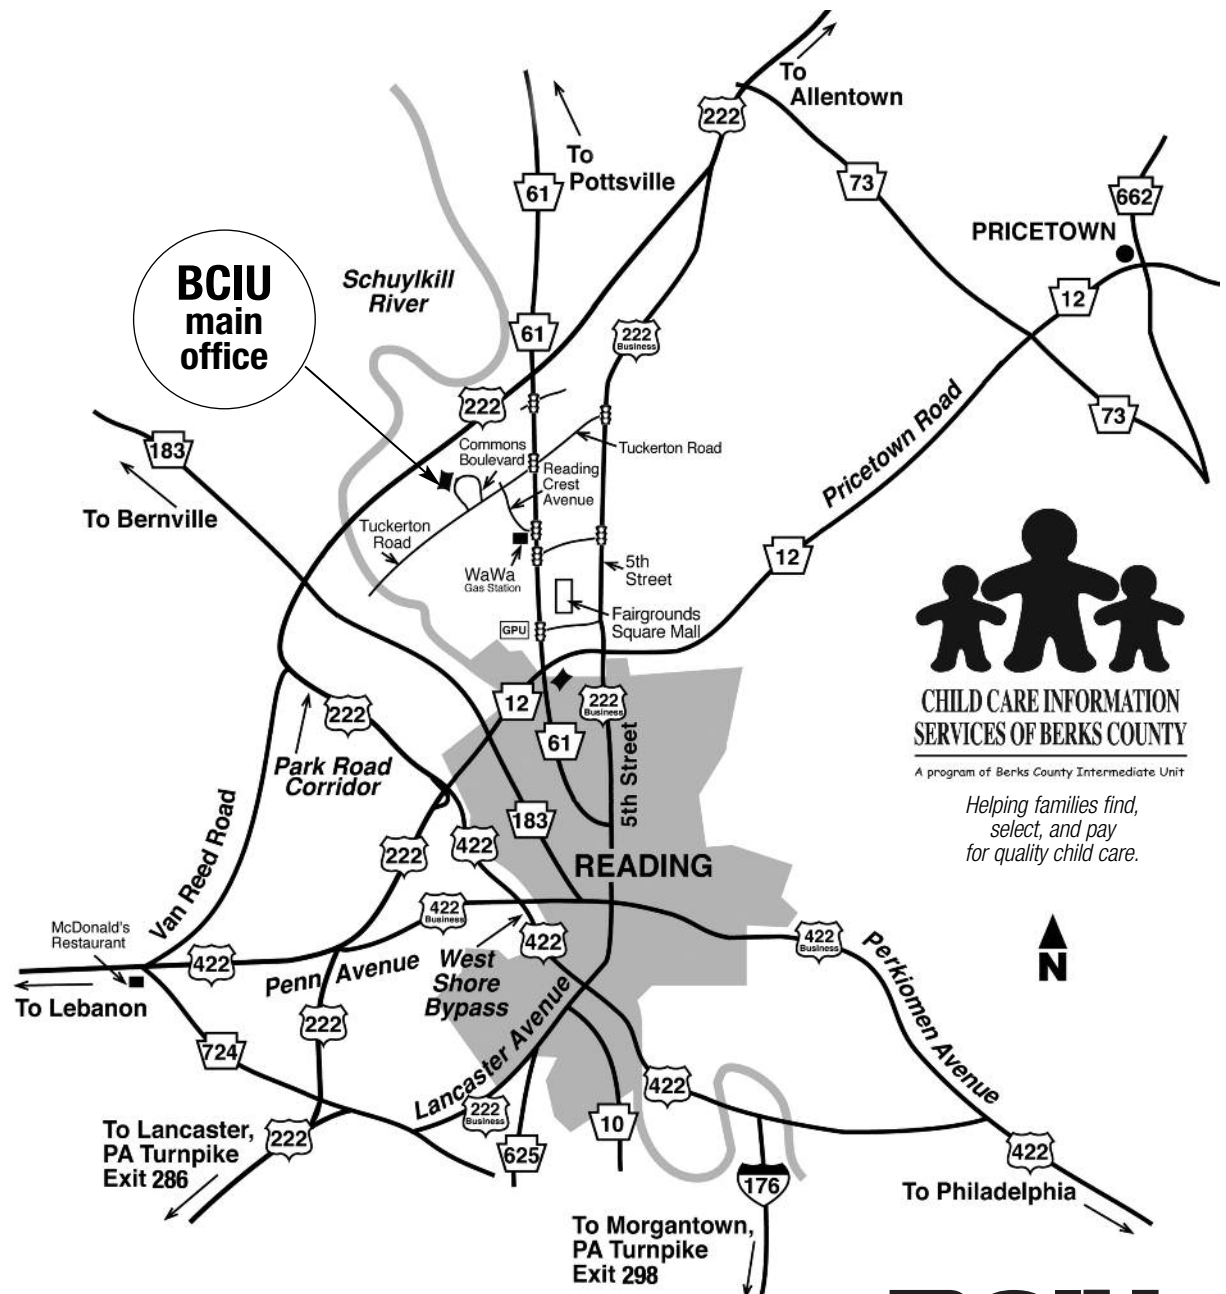 To
Allentown
222
To
Pottsville
61
73
662
PRICETOWN
BCIU
main
office
Schuylkill
River
12
61
222
Business
222
73
183
Commons
Boulevard
Tuckerton Road
Reading
Crest
Avenue
Pricetown Road
To Bernville
Tuckerton
Road
WaWa
Gas Station
5th
Street
12
Fairgrounds
Square Mall
GPU
CHILD CARE INFORMATION
SERVICES OF BERKS COUNTY
A program of Berks County Intermediate Unit
Helping families find,
select, and pay
for quality child care.
222
12
222
Business
61
Park Road
Corridor
5th Street
183
422
222
READING
Van Reed Road
422
Business
McDonald's
Restaurant
422
Penn Avenue
West
Shore
Bypass
422
422
Business
Perkiomen Avenue
N
To Lebanon
222
724
Lancaster Avenue
422
222
Business
10
To Lancaster,
PA Turnpike
Exit 286
222
625
422
176
To Philadelphia
To Morgantown,
PA Turnpike
Exit 298